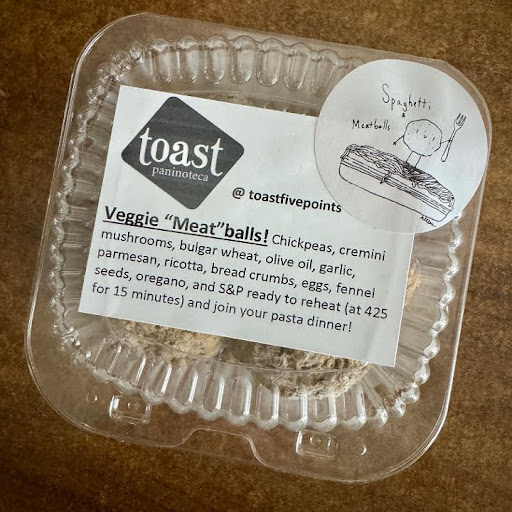 toast
paninoteca
Spaghetti
Meatballs
@ toastfivepoints
Veggie “Meat”balls! Chickpeas, cremini
mushrooms, bulgar wheat, olive oil, garlic,
parmesan, ricotta, bread crumbs, eggs, fennel
seeds, oregano, and S&P ready to reheat (at 425
for 15 minutes) and join your pasta dinner!